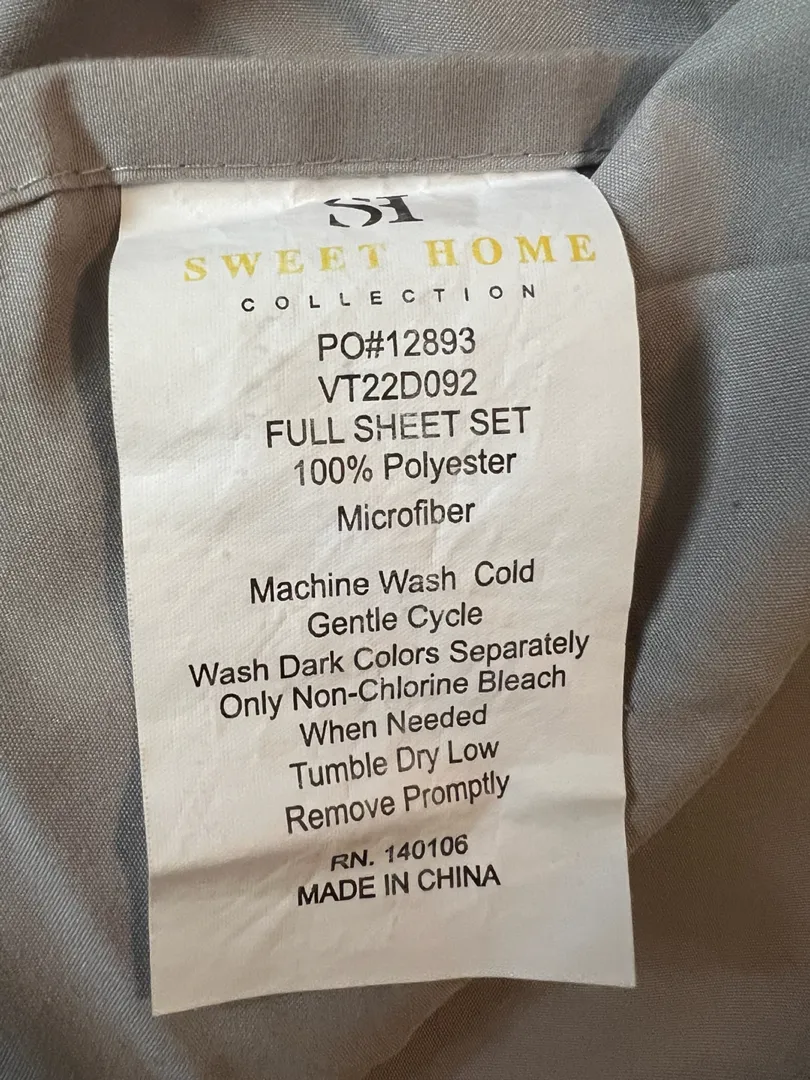 SH
SWEET HOME
COLLECTION
PO#12893
VT22D092
FULL SHEET SET
100% Polyester
Microfiber
Machine Wash Cold
Gentle Cycle
Wash Dark Colors Separately
Only Non-Chlorine Bleach
When Needed
Tumble Dry Low
Remove Promptly
RN. 140106
MADE IN CHINA